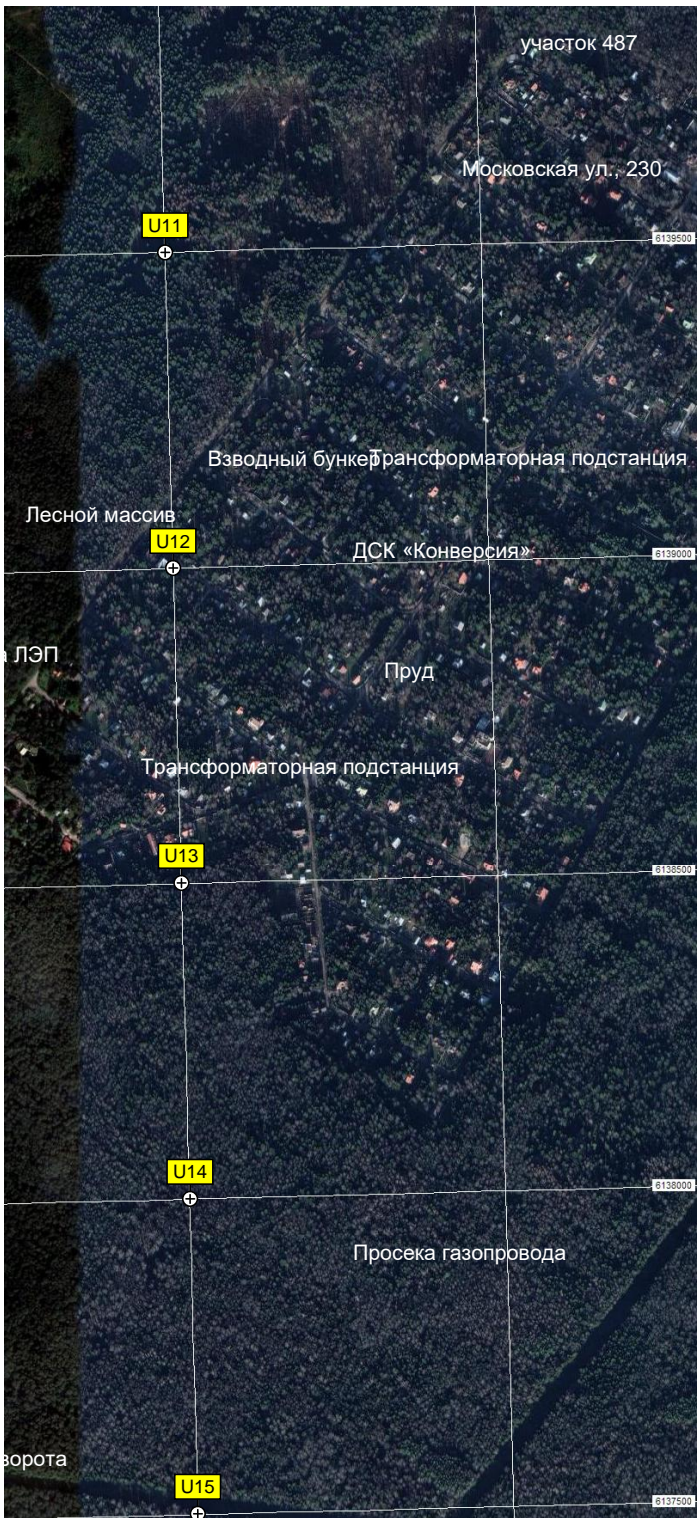 участок 487
Московская ул., 230
U11
6139500
Взводный бункер
Трансформаторная подстанция
Лесной массив
U12
ДСК «Конверсия»
6139000
ЛЭП
Пруд
Трансформаторная подстанция
U13
6138500
U14
6138000
Просека газопровода
ворота
U15
6137500